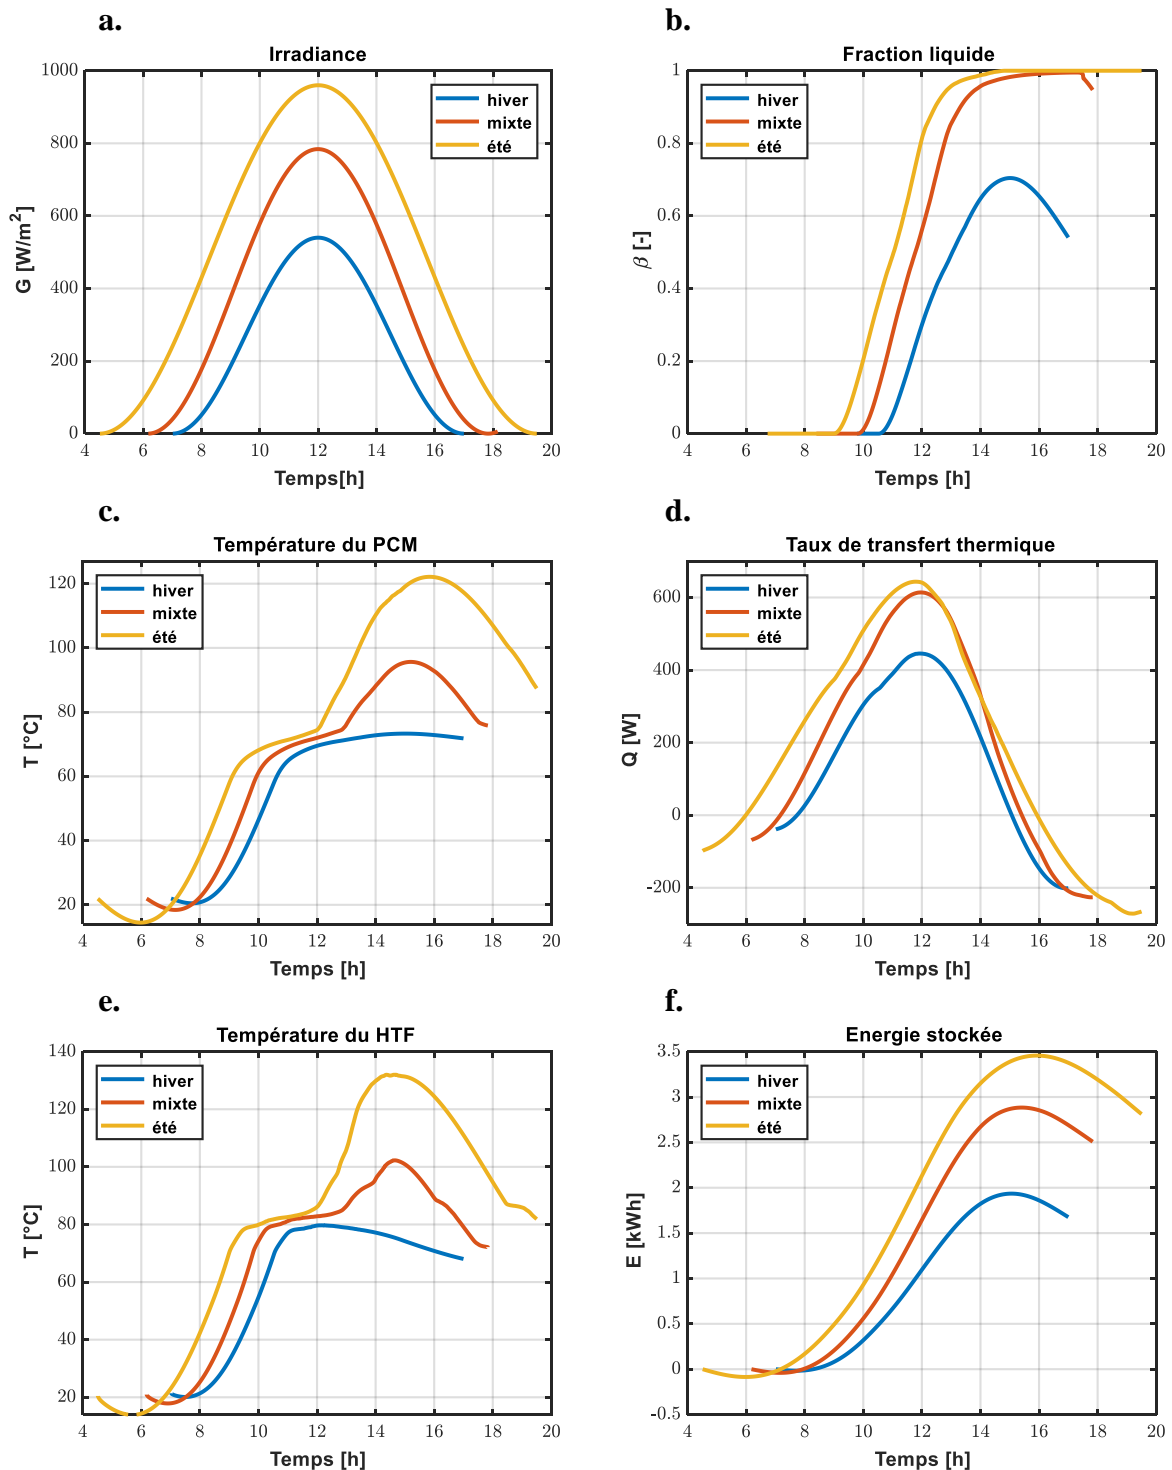 a.
Irradiance
1000
800
600
400
200
0
G [W/m²]
hiver
mixte
été
4 6 8 10 12 14 16 18 20
Temps[h]
b.
Fraction liquide
1
0.8
0.6
0.4
0.2
0
β [-]
hiver
mixte
été
4 6 8 10 12 14 16 18 20
Temps [h]
c.
Température du PCM
120
100
80
60
40
20
T [°C]
hiver
mixte
été
4 6 8 10 12 14 16 18 20
Temps [h]
d.
Taux de transfert thermique
600
400
200
0
-200
Q [W]
hiver
mixte
été
4 6 8 10 12 14 16 18 20
Temps [h]
e.
Température du HTF
140
120
100
80
60
40
20
T [°C]
hiver
mixte
été
4 6 8 10 12 14 16 18 20
Temps [h]
f.
Energie stockée
3.5
3
2.5
2
1.5
1
0.5
0
-0.5
E [kWh]
hiver
mixte
été
4 6 8 10 12 14 16 18 20
Temps [h]